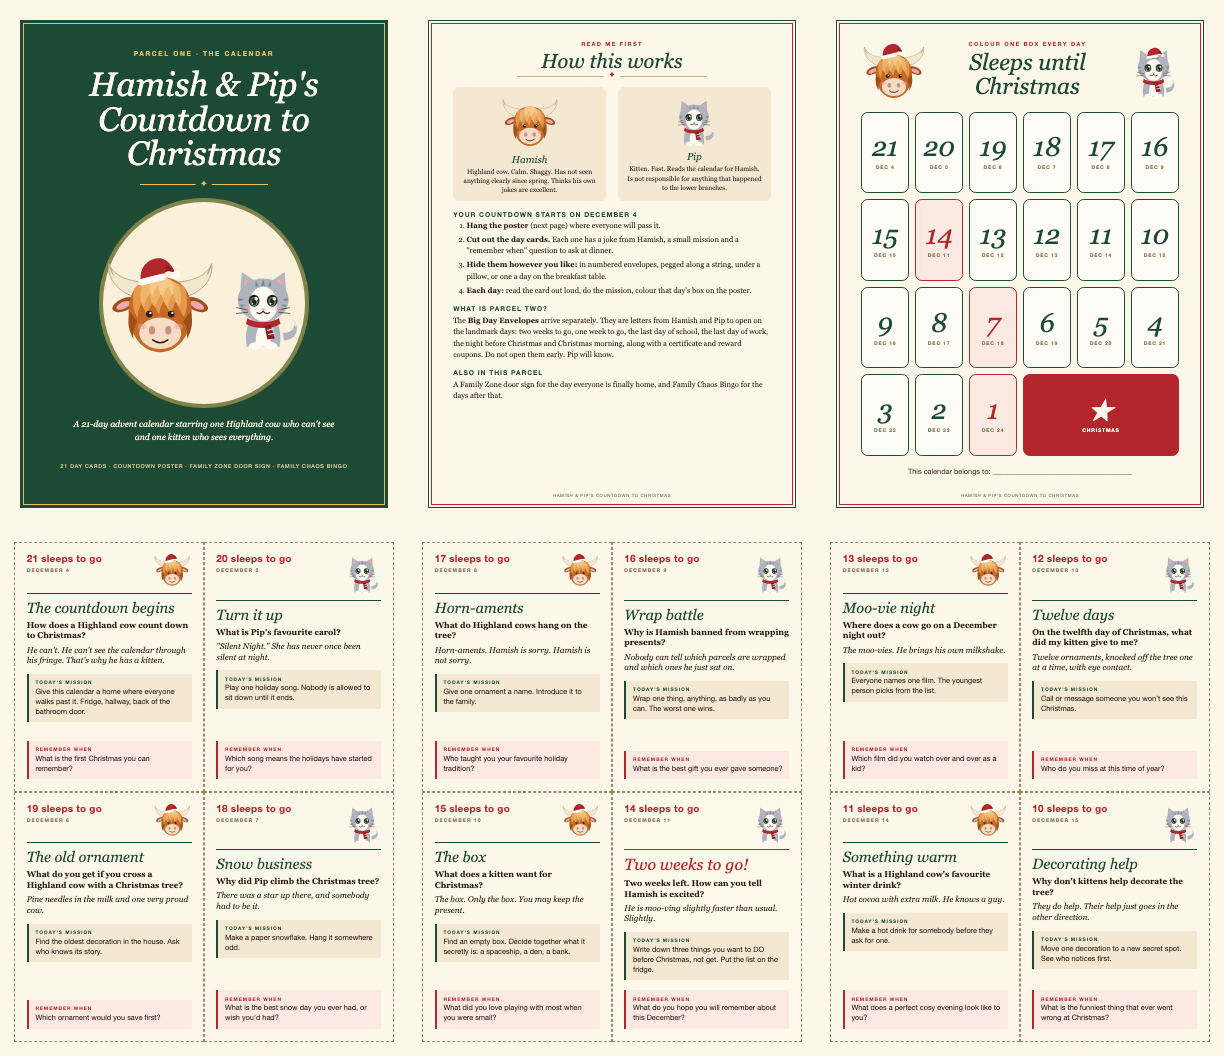 PARCEL ONE · THE CALENDAR
Hamish & Pip's
Countdown to
Christmas
A 21-day advent calendar starring one Highland cow who can't see
and one kitten who sees everything.
21 DAY CARDS · COUNTDOWN POSTER · FAMILY ZONE DOOR SIGN · FAMILY CHAOS BINGO
READ ME FIRST
How this works
Hamish
Highland cow. Calm. Shaggy. Has not seen
anything clearly since spring. Thinks his own
jokes are excellent.
Pip
Kitten. Fast. Reads the calendar for Hamish.
Is not responsible for anything that happened
to the lower branches.
YOUR COUNTDOWN STARTS ON DECEMBER 4
1. Hang the poster (next page) where everyone will pass it.
2. Cut out the day cards. Each one has a joke from Hamish, a small mission and a
"remember when" question to ask at dinner.
3. Hide them however you like: in numbered envelopes, pegged along a string, under a
pillow, or one a day on the breakfast table.
4. Each day: read the card out loud, do the mission, colour that day's box on the poster.
WHAT IS PARCEL TWO?
The Big Day Envelopes arrive separately. They are letters from Hamish and Pip to open on
the landmark days: two weeks to go, one week to go, the last day of school, the last day of work,
the night before Christmas and Christmas morning, along with a certificate and reward
coupons. Do not open them early. Pip will know.
ALSO IN THIS PARCEL
A Family Zone door sign for the day everyone is finally home, and Family Chaos Bingo for the
days after that.
HAMISH & PIP'S COUNTDOWN TO CHRISTMAS
COLOUR ONE BOX EVERY DAY
Sleeps until
Christmas
21 20 19 18 17 16
DEC 4 DEC 5 DEC 6 DEC 7 DEC 8 DEC 9
15 14 13 12 11 10
DEC 10 DEC 11 DEC 12 DEC 13 DEC 14 DEC 15
9 8 7 6 5 4
DEC 16 DEC 17 DEC 18 DEC 19 DEC 20 DEC 21
3 2 1
DEC 22 DEC 23 DEC 24 CHRISTMAS
This calendar belongs to:
HAMISH & PIP'S COUNTDOWN TO CHRISTMAS
21 sleeps to go
DECEMBER 4
The countdown begins
How does a Highland cow count down
to Christmas?
He can't. He can't see the calendar through
his fringe. That's why he has a kitten.
TODAY'S MISSION
Give this calendar a home where everyone
walks past it. Fridge, hallway, back of the
bathroom door.
REMEMBER WHEN
What is the first Christmas you can
remember?
20 sleeps to go
DECEMBER 5
Turn it up
What is Pip's favourite carol?
"Silent Night." She has never once been
silent at night.
TODAY'S MISSION
Play one holiday song. Nobody is allowed to
sit down until it ends.
REMEMBER WHEN
Which song means the holidays have started
for you?
17 sleeps to go
DECEMBER 8
Horn-aments
What do Highland cows hang on the
tree?
Horn-aments. Hamish is sorry. Hamish is
not sorry.
TODAY'S MISSION
Give one ornament a name. Introduce it to
the family.
REMEMBER WHEN
Who taught you your favourite holiday
tradition?
16 sleeps to go
DECEMBER 9
Wrap battle
Why is Hamish banned from wrapping
presents?
Nobody can tell which parcels are wrapped
and which ones he just sat on.
TODAY'S MISSION
Wrap one thing, anything, as badly as you
can. The worst one wins.
REMEMBER WHEN
What is the best gift you ever gave someone?
13 sleeps to go
DECEMBER 12
Moo-vie night
Where does a cow go on a December
night out?
The moo-vies. He brings his own milkshake.
TODAY'S MISSION
Everyone names one film. The youngest
person picks from the list.
REMEMBER WHEN
Which film did you watch over and over as a
kid?
12 sleeps to go
DECEMBER 13
Twelve days
On the twelfth day of Christmas, what
did my kitten give to me?
Twelve ornaments, knocked off the tree one
at a time, with eye contact.
TODAY'S MISSION
Call or message someone you won't see this
Christmas.
REMEMBER WHEN
Who do you miss at this time of year?
19 sleeps to go
DECEMBER 6
The old ornament
What do you get if you cross a
Highland cow with a Christmas tree?
Pine needles in the milk and one very proud
cow.
TODAY'S MISSION
Find the oldest decoration in the house. Ask
who knows its story.
REMEMBER WHEN
Which ornament would you save first?
18 sleeps to go
DECEMBER 7
Snow business
Why did Pip climb the Christmas tree?
There was a star up there, and somebody
had to be it.
TODAY'S MISSION
Make a paper snowflake. Hang it somewhere
odd.
REMEMBER WHEN
What is the best snow day you ever had, or
wish you'd had?
15 sleeps to go
DECEMBER 10
The box
What does a kitten want for
Christmas?
The box. Only the box. You may keep the
present.
TODAY'S MISSION
Find an empty box. Decide together what it
secretly is: a spaceship, a den, a bank.
REMEMBER WHEN
What did you love playing with most when
you were small?
14 sleeps to go
DECEMBER 11
Two weeks to go!
Two weeks left. How can you tell
Hamish is excited?
He is moo-ving slightly faster than usual.
Slightly.
TODAY'S MISSION
Write down three things you want to DO
before Christmas, not get. Put the list on the
fridge.
REMEMBER WHEN
What do you hope you will remember about
this December?
11 sleeps to go
DECEMBER 14
Something warm
What is a Highland cow's favourite
winter drink?
Hot cocoa with extra milk. He knows a guy.
TODAY'S MISSION
Make a hot drink for somebody before they
ask for one.
REMEMBER WHEN
What does a perfect cosy evening look like to
you?
10 sleeps to go
DECEMBER 15
Decorating help
Why don't kittens help decorate the
tree?
They do help. Their help just goes in the
other direction.
TODAY'S MISSION
Move one decoration to a new secret spot.
See who notices first.
REMEMBER WHEN
What is the funniest thing that ever went
wrong at Christmas?